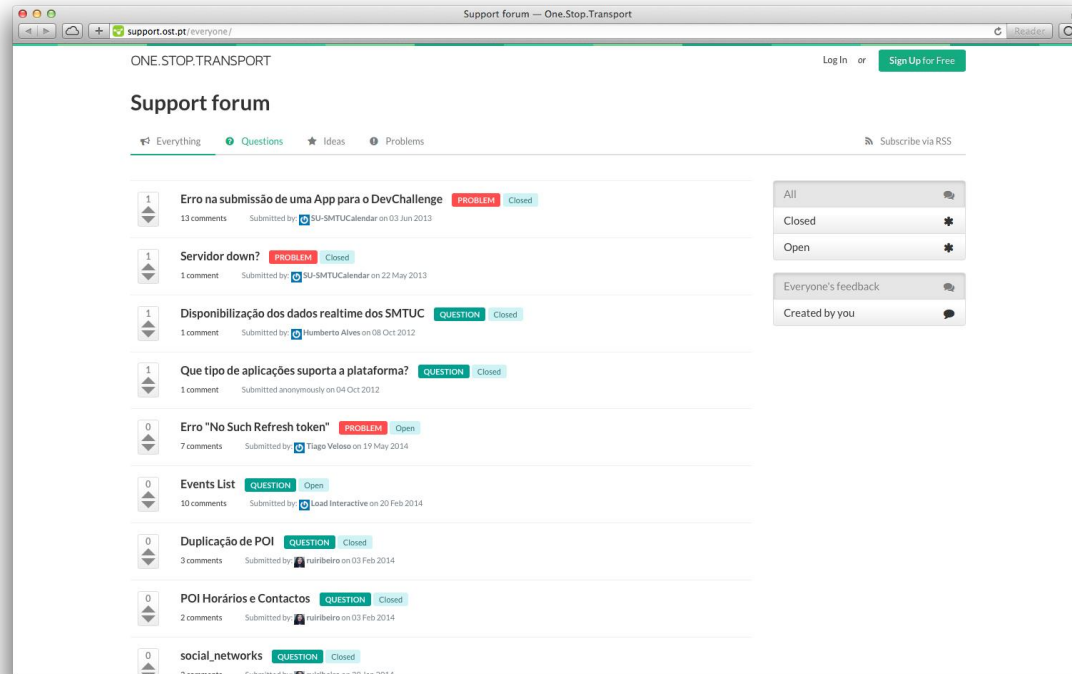 Support forum — One.Stop.Transport
support.ost.pt/everyone/
Reader
ONE.STOP.TRANSPORT
Log In or Sign Up for Free
Support forum
Everything Questions Ideas Problems Subscribe via RSS
1
Erro na submissão de uma App para o DevChallenge PROBLEM Closed
13 comments Submitted by: SU-SMTUCalendar on 03 Jun 2013
1
Servidor down? PROBLEM Closed
1 comment Submitted by: SU-SMTUCalendar on 22 May 2013
1
Disponibilização dos dados realtime dos SMTUC QUESTION Closed
1 comment Submitted by: Humberto Alves on 08 Oct 2012
1
Que tipo de aplicações suporta a plataforma? QUESTION Closed
1 comment Submitted anonymously on 04 Oct 2012
0
Erro "No Such Refresh token" PROBLEM Open
7 comments Submitted by: Tiago Veloso on 19 May 2014
0
Events List QUESTION Open
10 comments Submitted by: Load Interactive on 20 Feb 2014
0
Duplicação de POI QUESTION Closed
3 comments Submitted by: ruiribeiro on 03 Feb 2014
0
POI Horários e Contactos QUESTION Closed
2 comments Submitted by: ruiribeiro on 03 Feb 2014
0
social_networks QUESTION Closed
All
Closed
Open
Everyone's feedback
Created by you